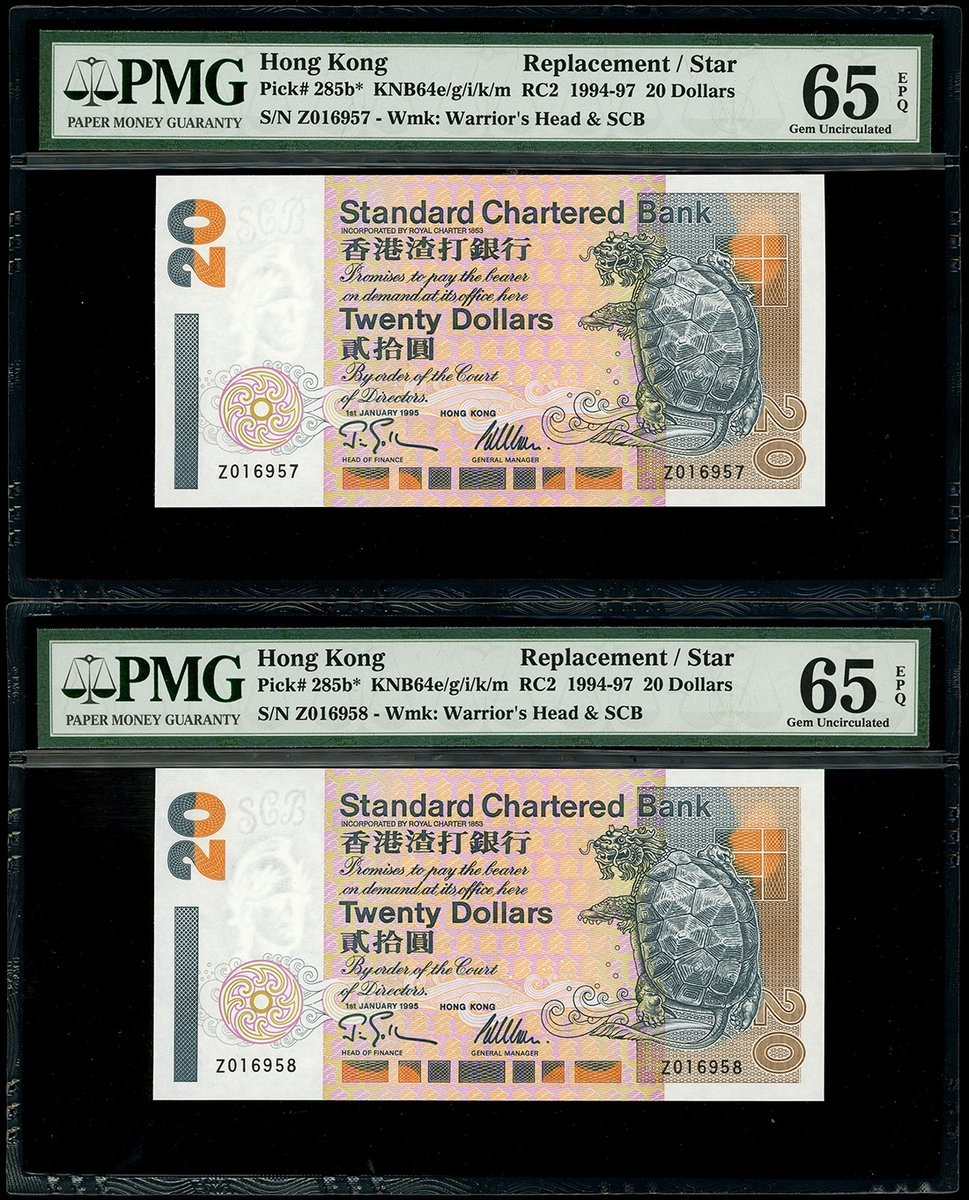 PMG
PAPER MONEY GUARANTY
Hong Kong Replacement / Star
Pick# 285b* KNB64e/g/i/k/m RC2 1994-97 20 Dollars
S/N Z016957 - Wmk: Warrior's Head & SCB
65 EPQ
Gem Uncirculated
20
SCB
Standard Chartered Bank
INCORPORATED BY ROYAL CHARTER 1853
香港渣打銀行
Promises to pay the bearer
on demand at its office here
Twenty Dollars
貳拾圓
By order of the Court
of Directors.
1st JANUARY 1995 HONG KONG
HEAD OF FINANCE GENERAL MANAGER
Z016957
Z016957
20
PMG
PAPER MONEY GUARANTY
Hong Kong Replacement / Star
Pick# 285b* KNB64e/g/i/k/m RC2 1994-97 20 Dollars
S/N Z016958 - Wmk: Warrior's Head & SCB
65 EPQ
Gem Uncirculated
20
SCB
Standard Chartered Bank
INCORPORATED BY ROYAL CHARTER 1853
香港渣打銀行
Promises to pay the bearer
on demand at its office here
Twenty Dollars
貳拾圓
By order of the Court
of Directors.
1st JANUARY 1995 HONG KONG
HEAD OF FINANCE GENERAL MANAGER
Z016958
Z016958
20